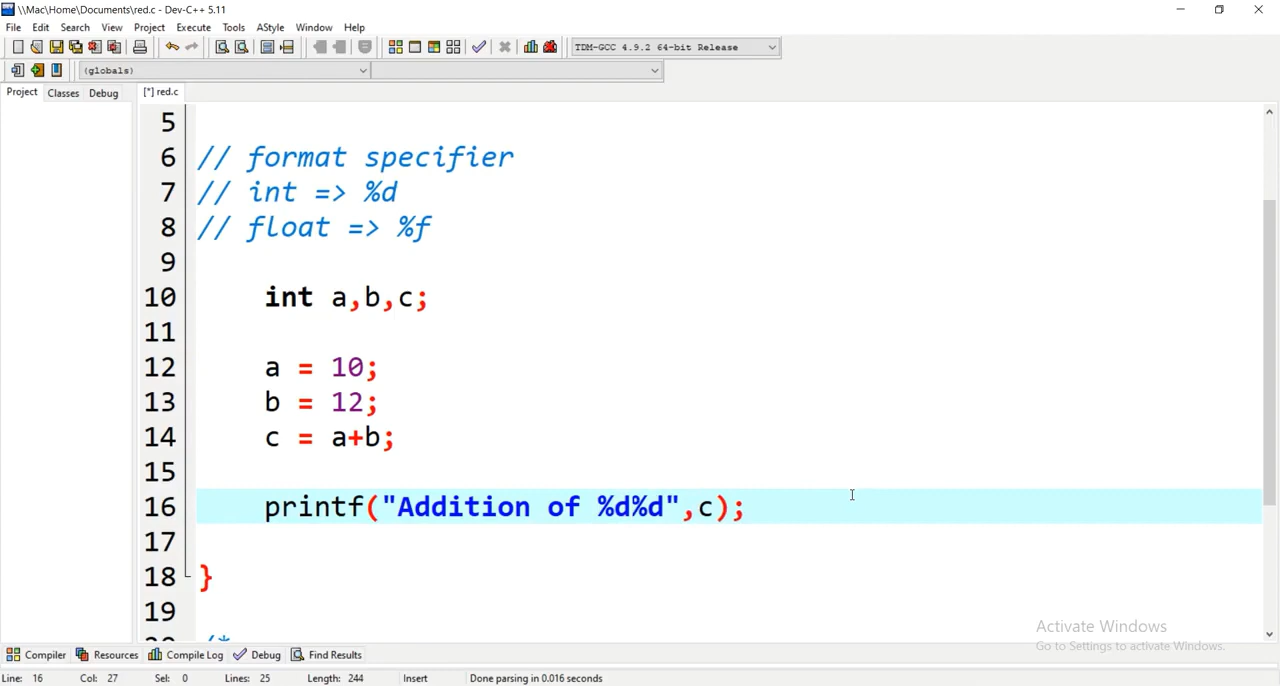 \\Mac\Home\Documents\red.c - Dev-C++ 5.11
File Edit Search View Project Execute Tools AStyle Window Help
TDM-GCC 4.9.2 64-bit Release
(globals)
Project Classes Debug [*] red.c
5
6 // format specifier
7 // int => %d
8 // float => %f
9
10 int a,b,c;
11
12 a = 10;
13 b = 12;
14 c = a+b;
15
16 printf("Addition of %d%d",c);
17
18 }
19
20 /*
Activate Windows
Go to Settings to activate Windows.
Compiler Resources Compile Log Debug Find Results
Line: 16 Col: 27 Sel: 0 Lines: 25 Length: 244 Insert Done parsing in 0.016 seconds